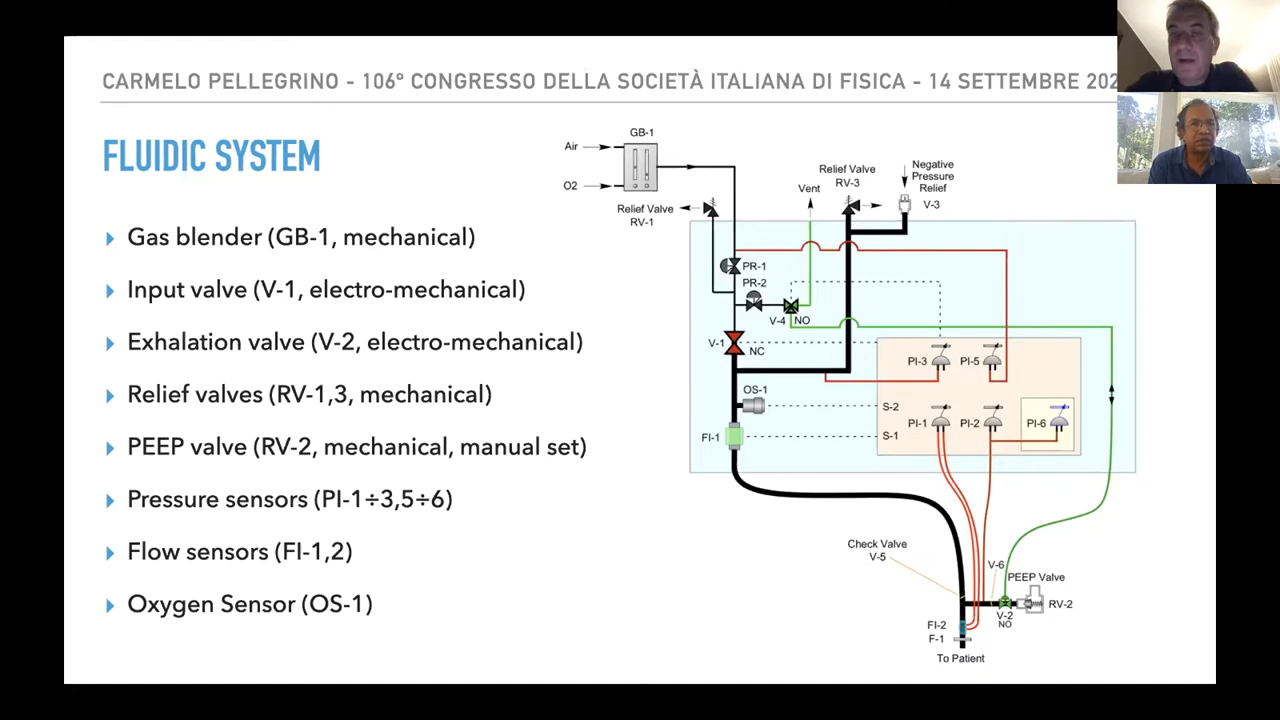 CARMELO PELLEGRINO - 106° CONGRESSO DELLA SOCIETÀ ITALIANA DI FISICA - 14 SETTEMBRE 202
FLUIDIC SYSTEM
Gas blender (GB-1, mechanical)
Input valve (V-1, electro-mechanical)
Exhalation valve (V-2, electro-mechanical)
Relief valves (RV-1,3, mechanical)
PEEP valve (RV-2, mechanical, manual set)
Pressure sensors (PI-1÷3,5÷6)
Flow sensors (FI-1,2)
Oxygen Sensor (OS-1)
GB-1
Air
O2
Relief Valve
RV-1
Vent
Relief Valve
RV-3
Negative
Pressure
Relief
V-3
PR-1
PR-2
V-4
NO
V-1
NC
OS-1
FI-1
PI-3
PI-5
S-2
S-1
PI-1
PI-2
PI-6
Check Valve
V-5
V-6
PEEP Valve
V-2
NO
RV-2
FI-2
F-1
To Patient